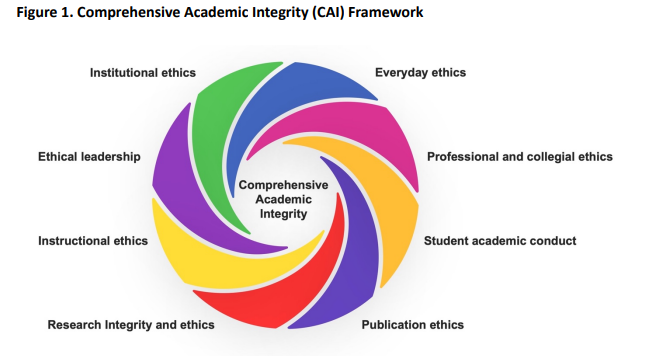 Figure 1. Comprehensive Academic Integrity (CAI) Framework
Institutional ethics
Everyday ethics
Ethical leadership
Professional and collegial ethics
Comprehensive
Academic
Integrity
Instructional ethics
Student academic conduct
Research Integrity and ethics
Publication ethics